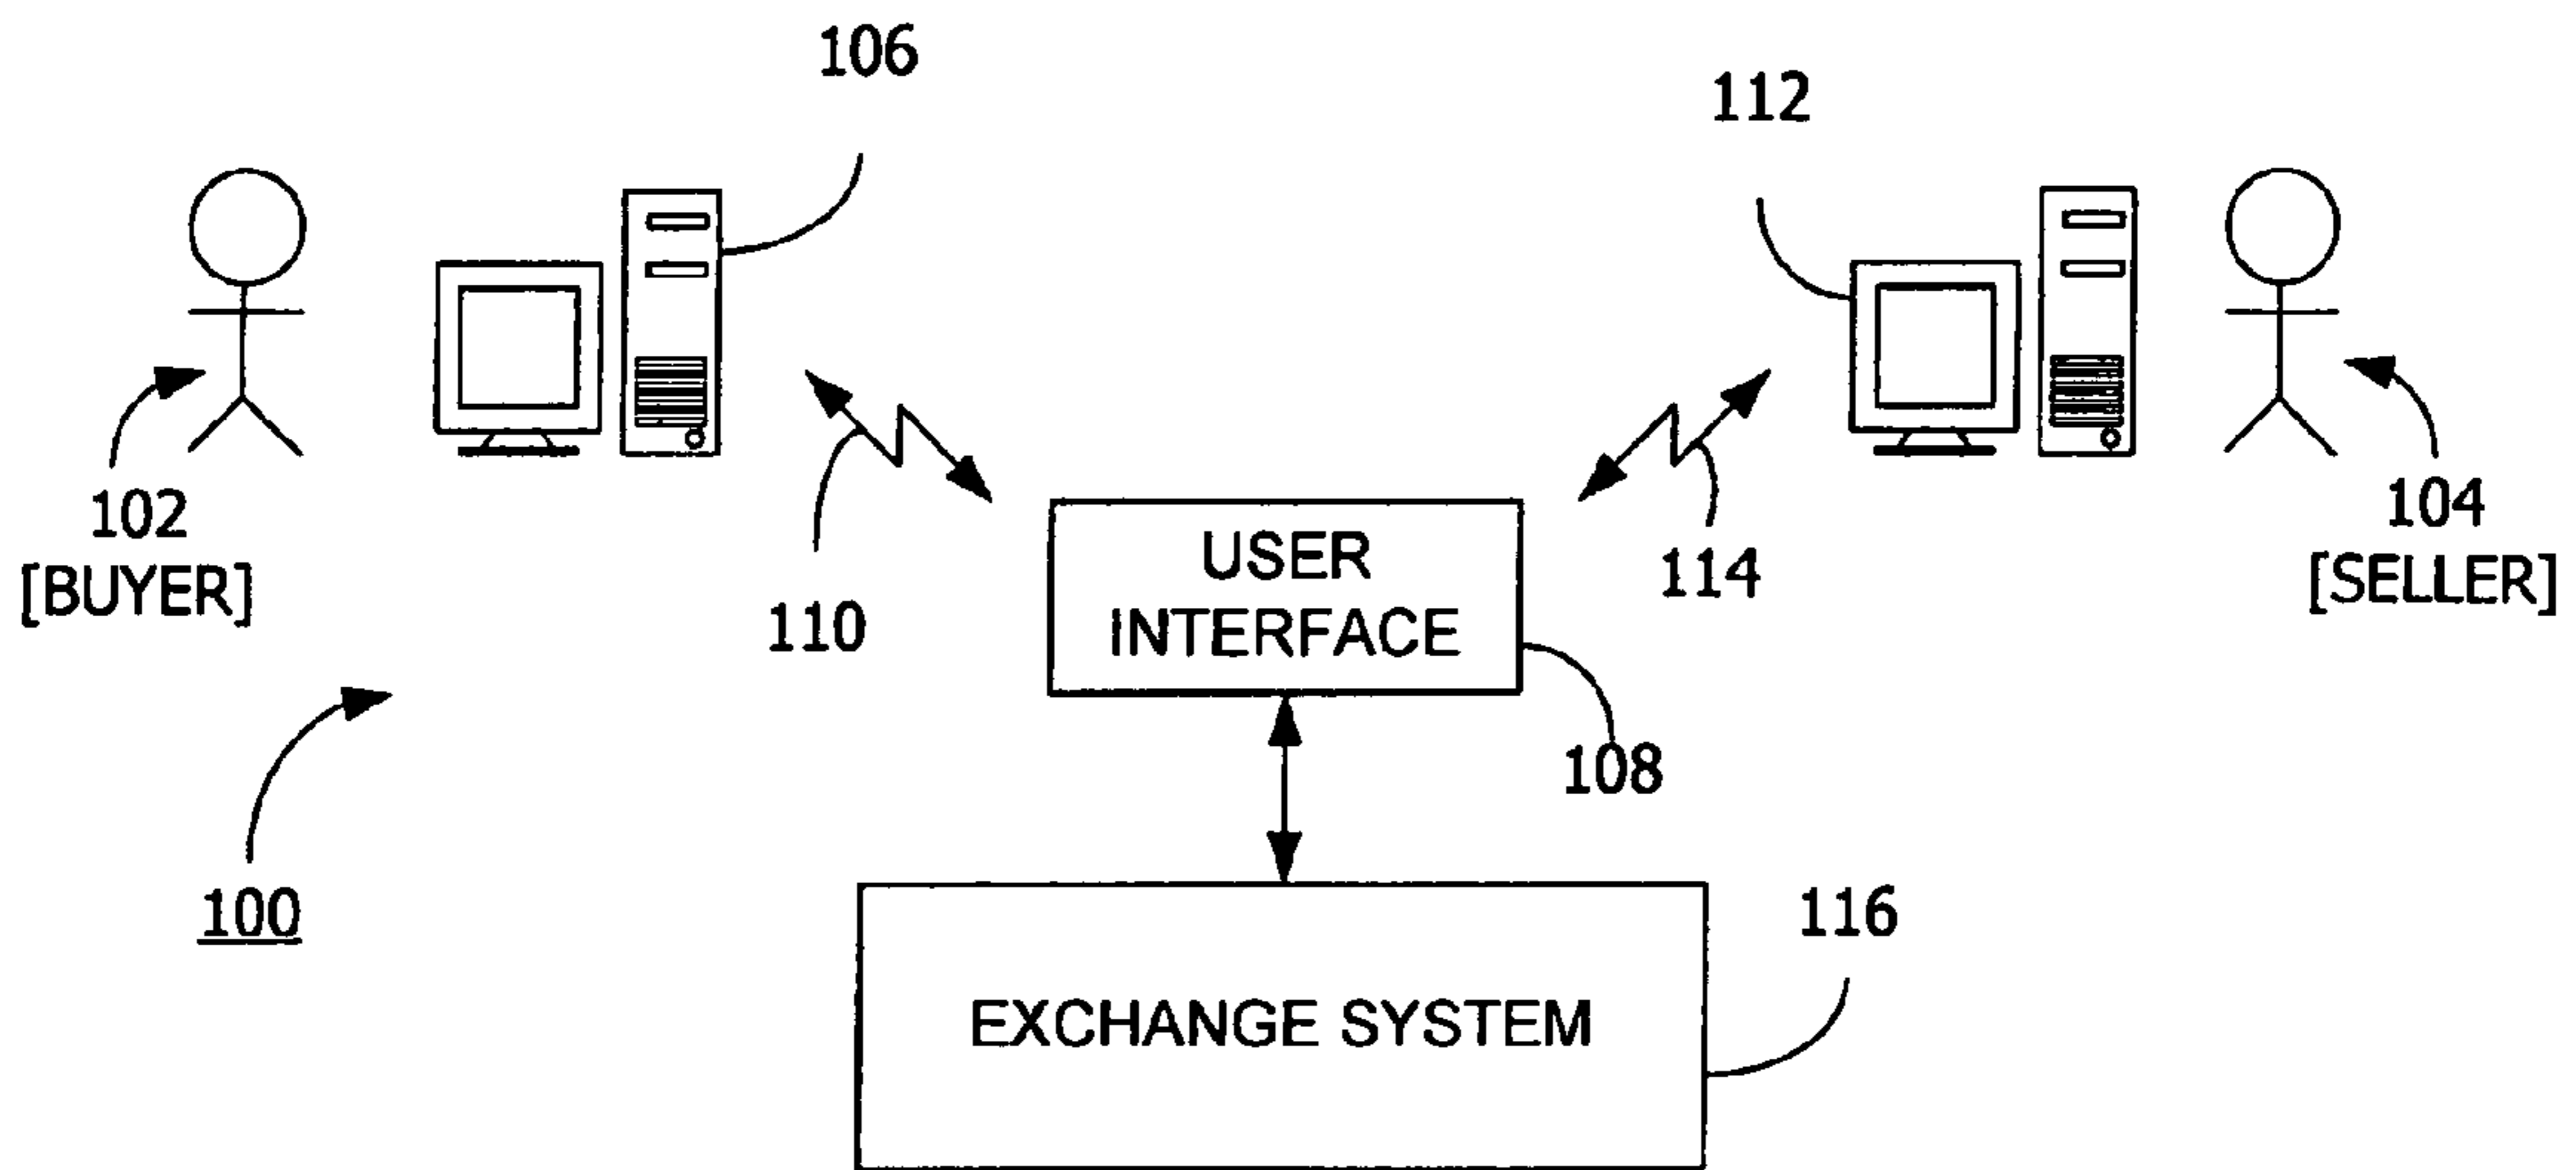 106
112
102
[BUYER]
110
USER
INTERFACE
114
104
[SELLER]
108
100
116
EXCHANGE SYSTEM